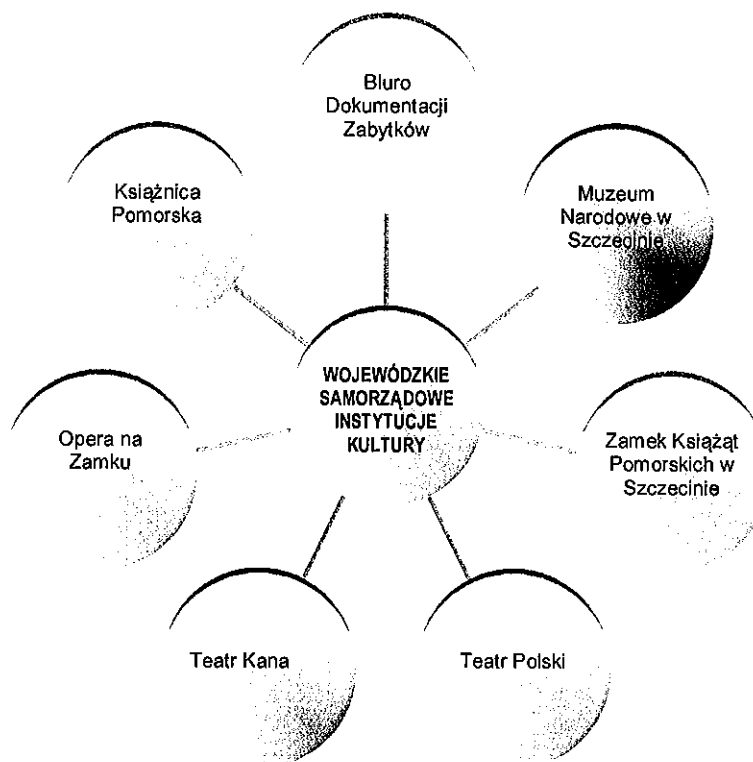 Biuro
Dokumentacji
Zabytków
Książnica
Pomorska
Muzeum
Narodowe w
Szczecinie
WOJEWÓDZKIE
SAMORZĄDOWE
INSTYTUCJE
KULTURY
Opera na
Zamku
Zamek Książąt
Pomorskich w
Szczecinie
Teatr Kana
Teatr Polski